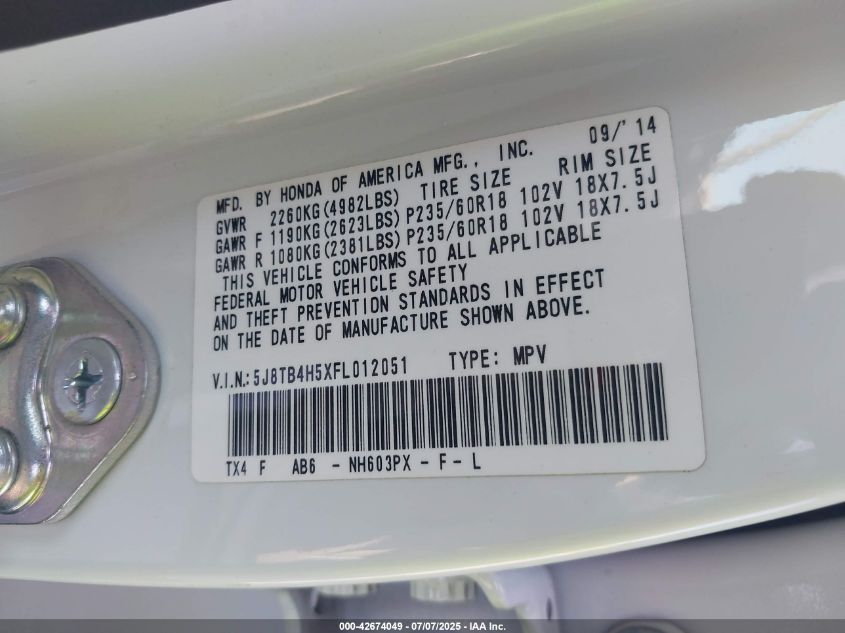 09/'14
MFD. BY HONDA OF AMERICA MFG., INC.
GVWR 2260KG(4982LBS) TIRE SIZE RIM SIZE
GAWR F 1190KG(2623LBS) P235/60R18 102V 18X7.5J
GAWR R 1080KG(2381LBS) P235/60R18 102V 18X7.5J
THIS VEHICLE CONFORMS TO ALL APPLICABLE
FEDERAL MOTOR VEHICLE SAFETY
AND THEFT PREVENTION STANDARDS IN EFFECT
ON THE DATE OF MANUFACTURE SHOWN ABOVE.
V.I.N.: 5J8TB4H5XFL012051 TYPE: MPV
TX4 F AB6 - NH603PX - F - L
000-42674049 - 07/07/2025 - IAA Inc.